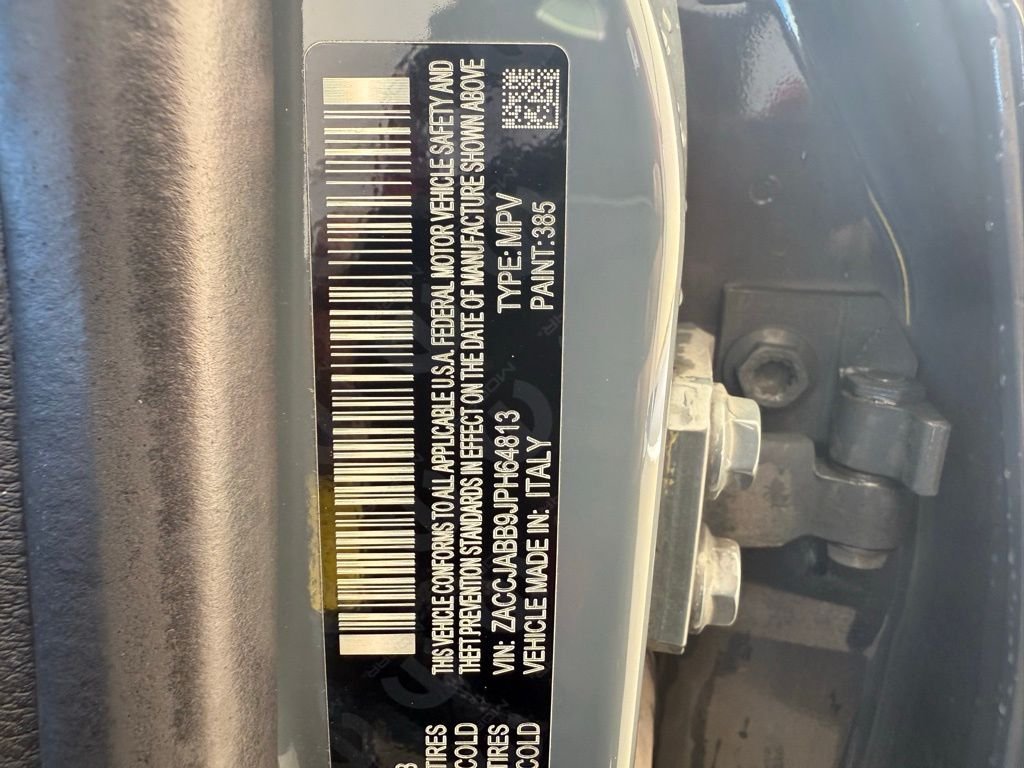 THIS VEHICLE CONFORMS TO ALL APPLICABLE U.S.A. FEDERAL MOTOR VEHICLE SAFETY AND
THEFT PREVENTION STANDARDS IN EFFECT ON THE DATE OF MANUFACTURE SHOWN ABOVE
VIN: ZACCJABB9JPH64813 TYPE: MPV
VEHICLE MADE IN: ITALY PAINT: 385
TIRES
COLD
TIRES
COLD